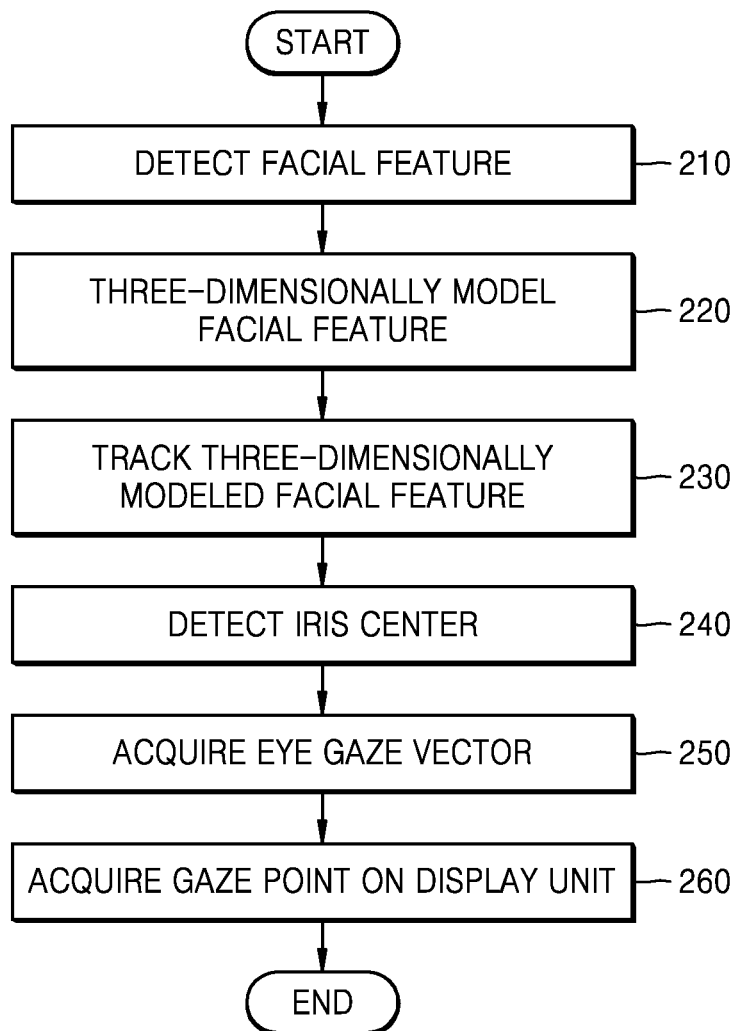 START
DETECT FACIAL FEATURE
210
THREE-DIMENSIONALLY MODEL
FACIAL FEATURE
220
TRACK THREE-DIMENSIONALLY
MODELED FACIAL FEATURE
230
DETECT IRIS CENTER
240
ACQUIRE EYE GAZE VECTOR
250
ACQUIRE GAZE POINT ON DISPLAY UNIT
260
END